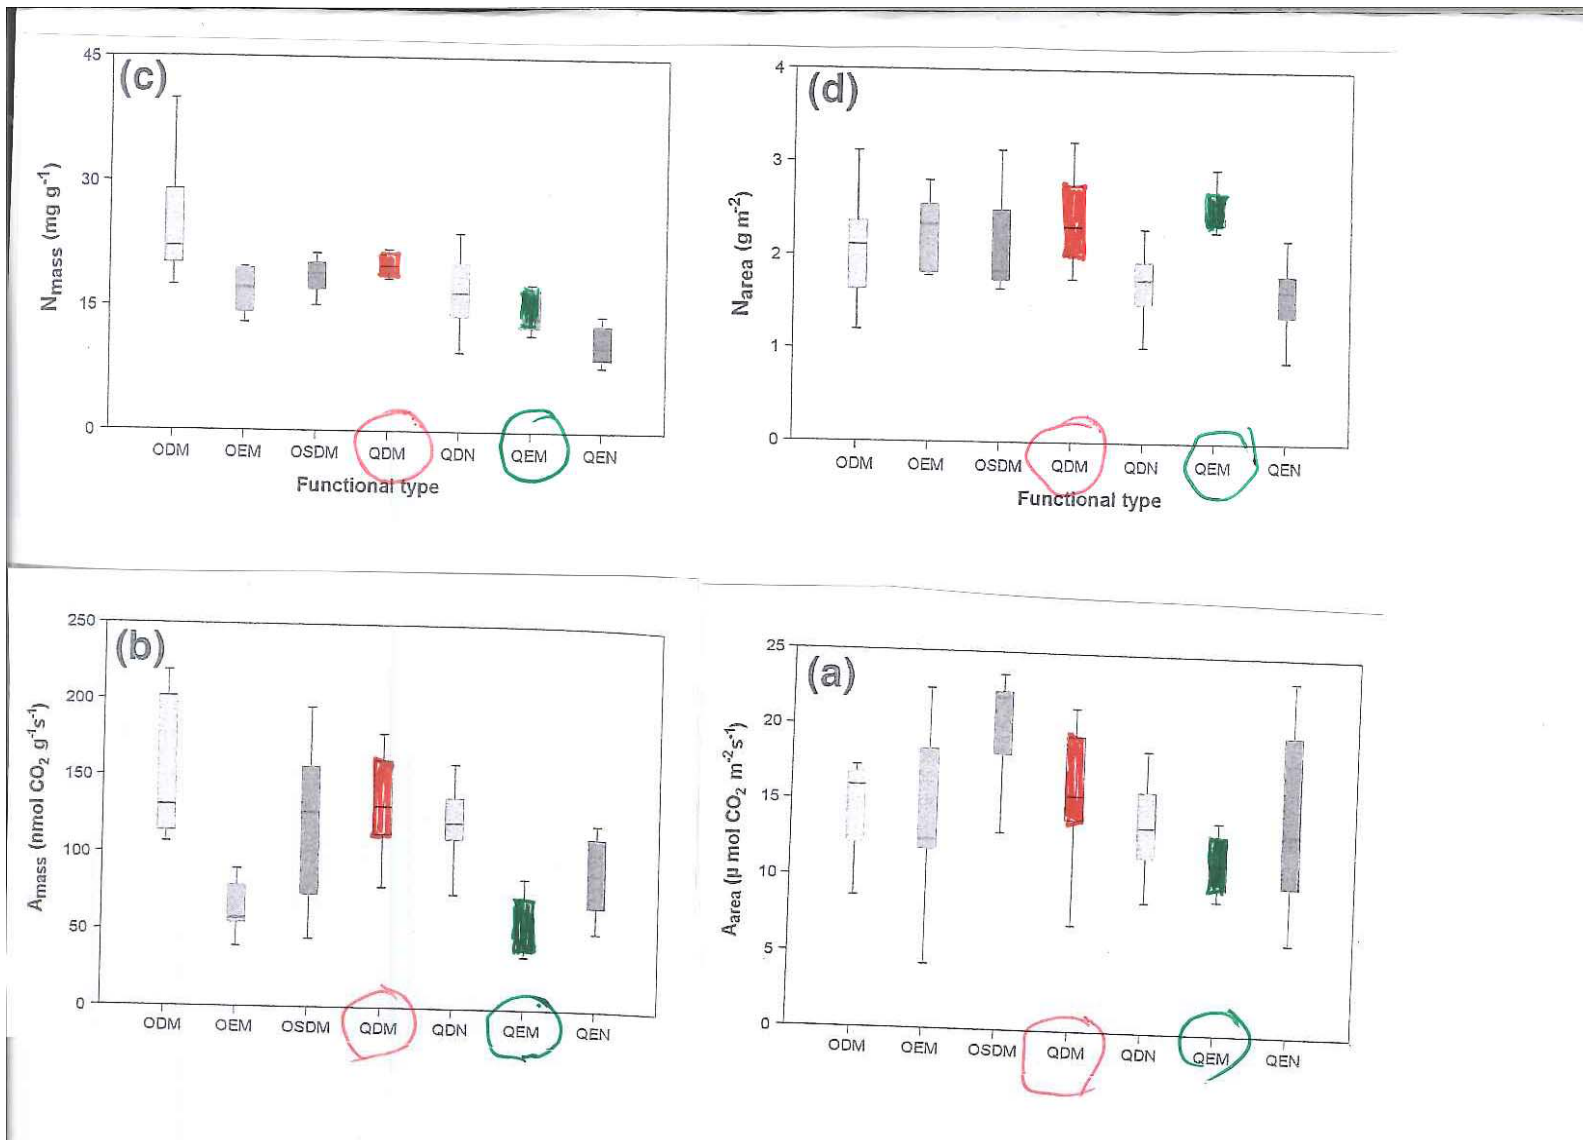 (c)
45
30
15
0
Nmass (mg g-1)
ODM OEM OSDM QDM QDN QEM QEN
Functional type
(d)
4
3
2
1
0
Narea (g m-2)
ODM OEM OSDM QDM QDN QEM QEN
Functional type
(b)
250
200
150
100
50
0
Amass (nmol CO2 g-1s-1)
ODM OEM OSDM QDM QDN QEM QEN
(a)
25
20
15
10
5
0
Aarea (μ mol CO2 m-2s-1)
ODM OEM OSDM QDM QDN QEM QEN